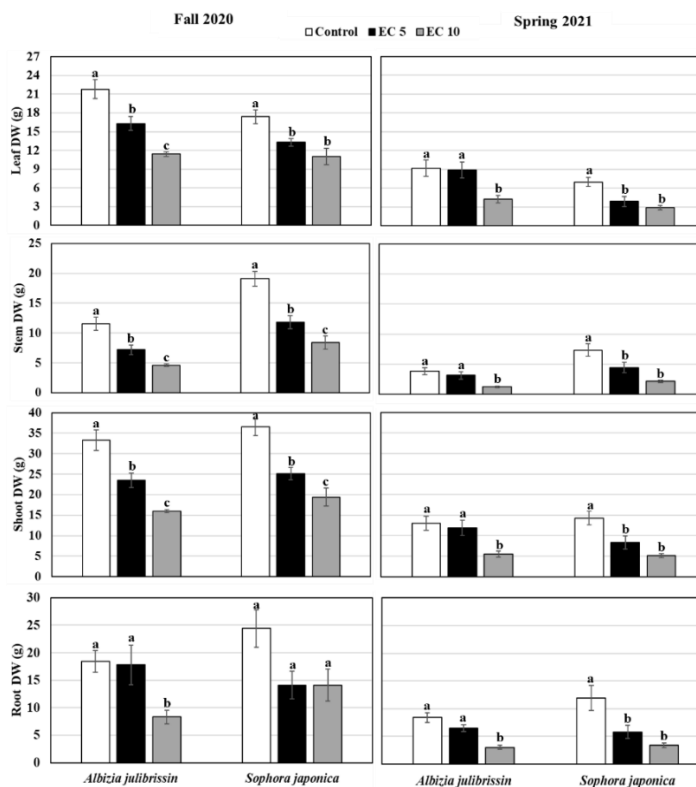 Fall 2020
Spring 2021
Control EC 5 EC 10
Leaf DW (g)
27
24
21
18
15
12
9
6
3
0
a
b
c
a
b
b
a
a
b
a
b
b
Stem DW (g)
25
20
15
10
5
0
a
b
c
a
b
c
a
a
b
a
b
b
Shoot DW (g)
40
35
30
25
20
15
10
5
0
a
b
c
a
b
c
a
a
b
a
b
b
Root DW (g)
30
25
20
15
10
5
0
a
a
b
a
a
a
a
a
b
a
b
b
Albizia julibrissin
Sophora japonica
Albizia julibrissin
Sophora japonica